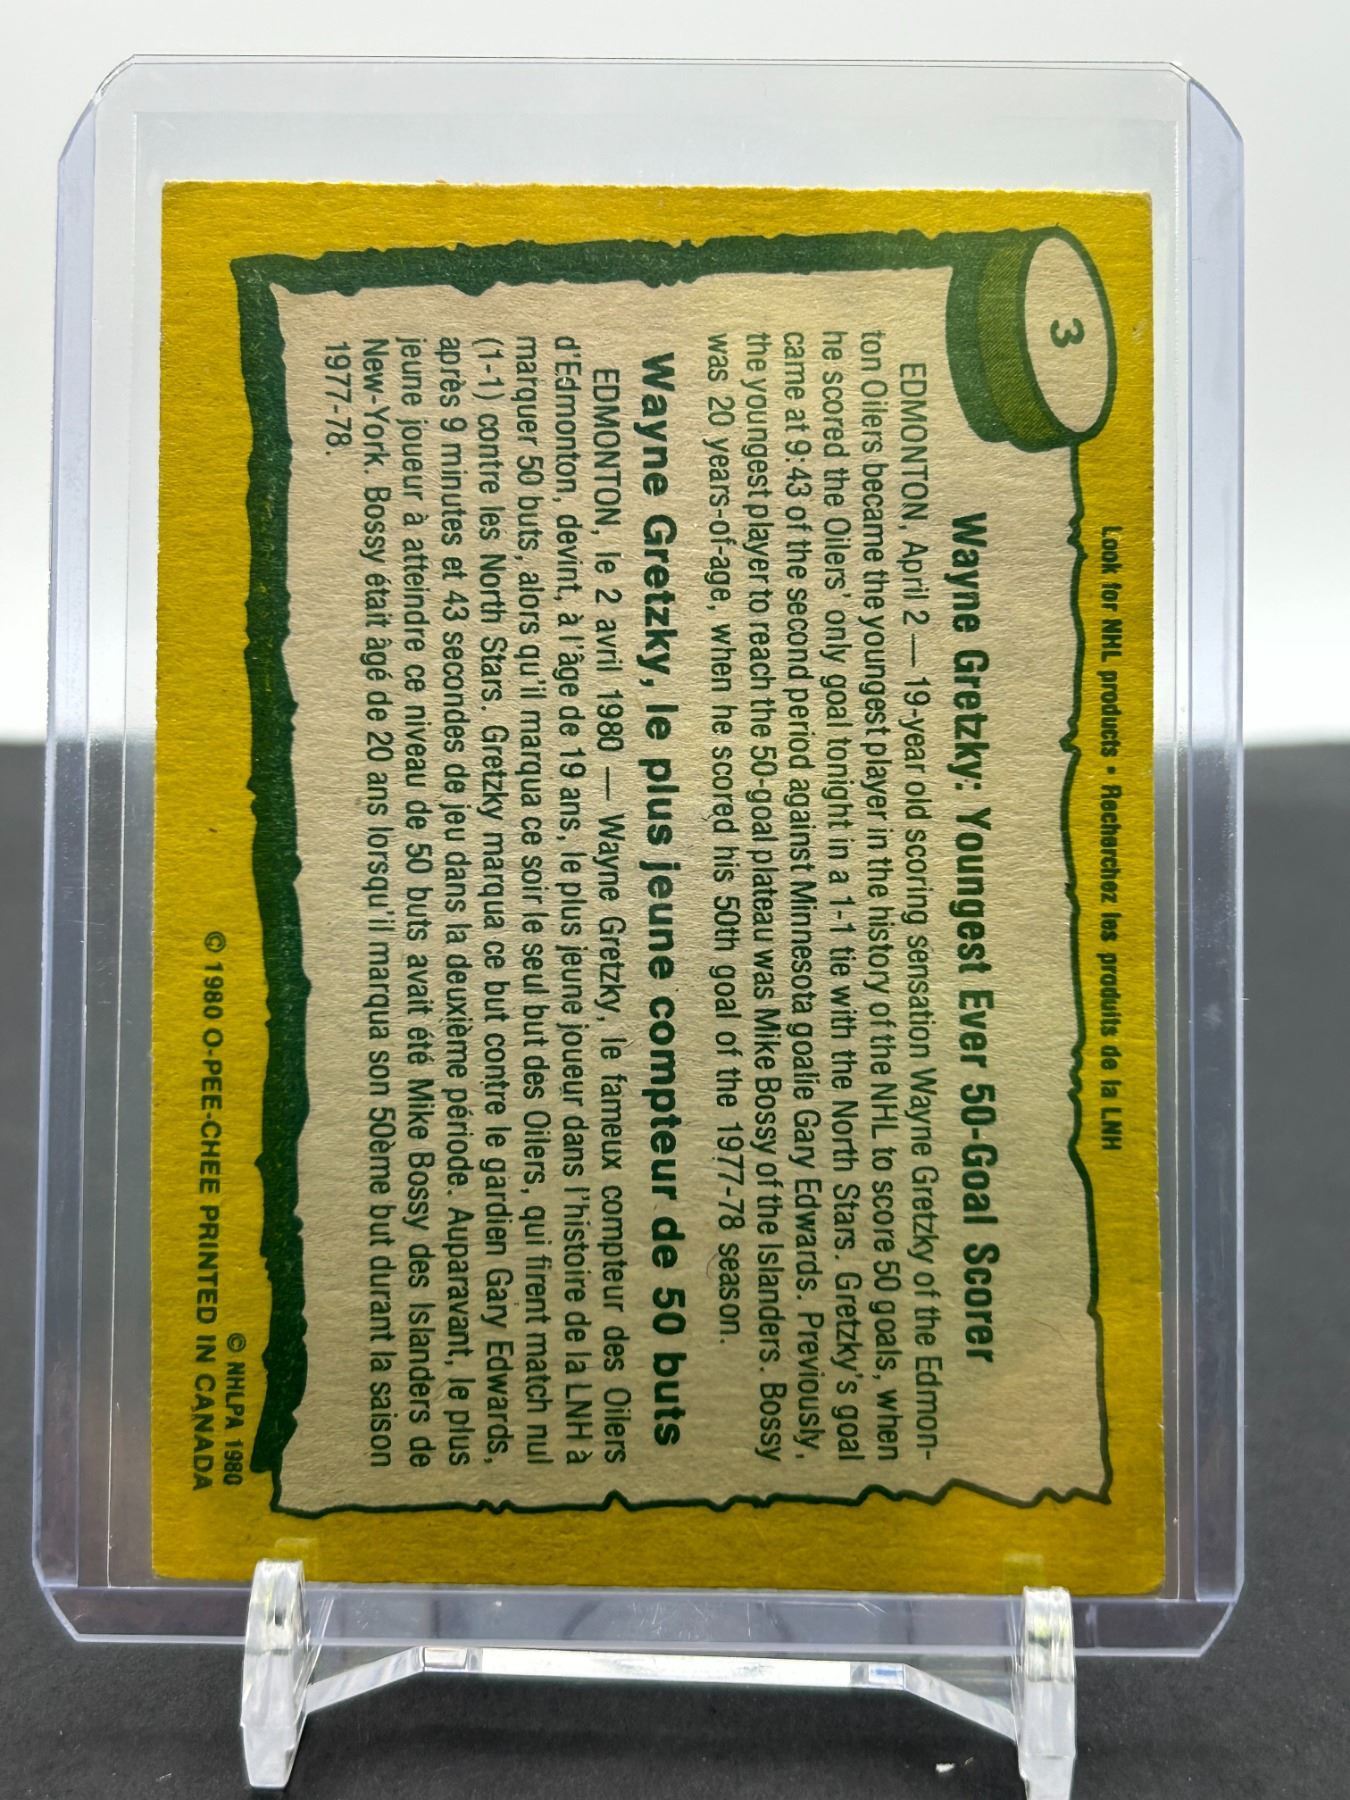 3
Look for NHL products • Recherchez les produits de la LNH
Wayne Gretzky: Youngest Ever 50-Goal Scorer
EDMONTON, April 2 — 19-year old scoring sensation Wayne Gretzky of the Edmon-
ton Oilers became the youngest player in the history of the NHL to score 50 goals, when
he scored the Oilers' only goal tonight in a 1-1 tie with the North Stars. Gretzky's goal
came at 9:43 of the second period against Minnesota goalie Gary Edwards. Previously,
the youngest player to reach the 50-goal plateau was Mike Bossy of the Islanders. Bossy
was 20 years-of-age, when he scored his 50th goal of the 1977-78 season.
Wayne Gretzky, le plus jeune compteur de 50 buts
EDMONTON, le 2 avril 1980 — Wayne Gretzky, le fameux compteur des Oilers
d'Edmonton, devint, à l'âge de 19 ans, le plus jeune joueur dans l'histoire de la LNH à
marquer 50 buts, alors qu'il marqua ce soir le seul but des Oilers, qui firent match nul
(1-1) contre les North Stars. Gretzky marqua ce but contre le gardien Gary Edwards,
après 9 minutes et 43 secondes de jeu dans la deuxième période. Auparavant, le plus
jeune joueur à atteindre ce niveau de 50 buts avait été Mike Bossy des Islanders de
New-York. Bossy était âgé de 20 ans lorsqu'il marqua son 50ème but durant la saison
1977-78.
© NHLPA 1980
© 1980 O-PEE-CHEE PRINTED IN CANADA